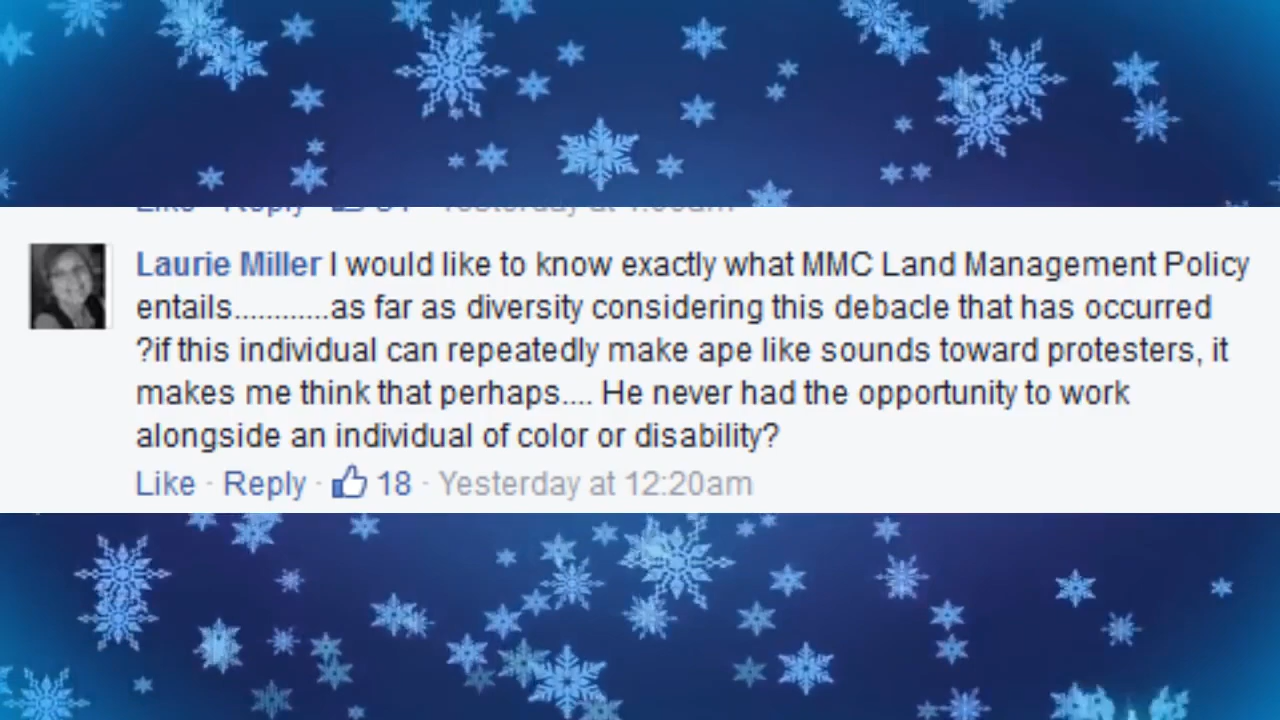 Laurie Miller I would like to know exactly what MMC Land Management Policy
entails............as far as diversity considering this debacle that has occurred
?if this individual can repeatedly make ape like sounds toward protesters, it
makes me think that perhaps.... He never had the opportunity to work
alongside an individual of color or disability?
Like · Reply · 18 · Yesterday at 12:20am